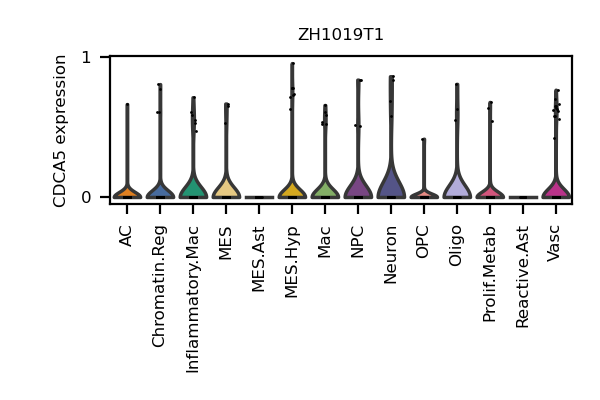 ZH1019T1
CDCA5 expression
1
0
AC
Chromatin.Reg
Inflammatory.Mac
MES
MES.Ast
MES.Hyp
Mac
NPC
Neuron
OPC
Oligo
Prolif.Metab
Reactive.Ast
Vasc